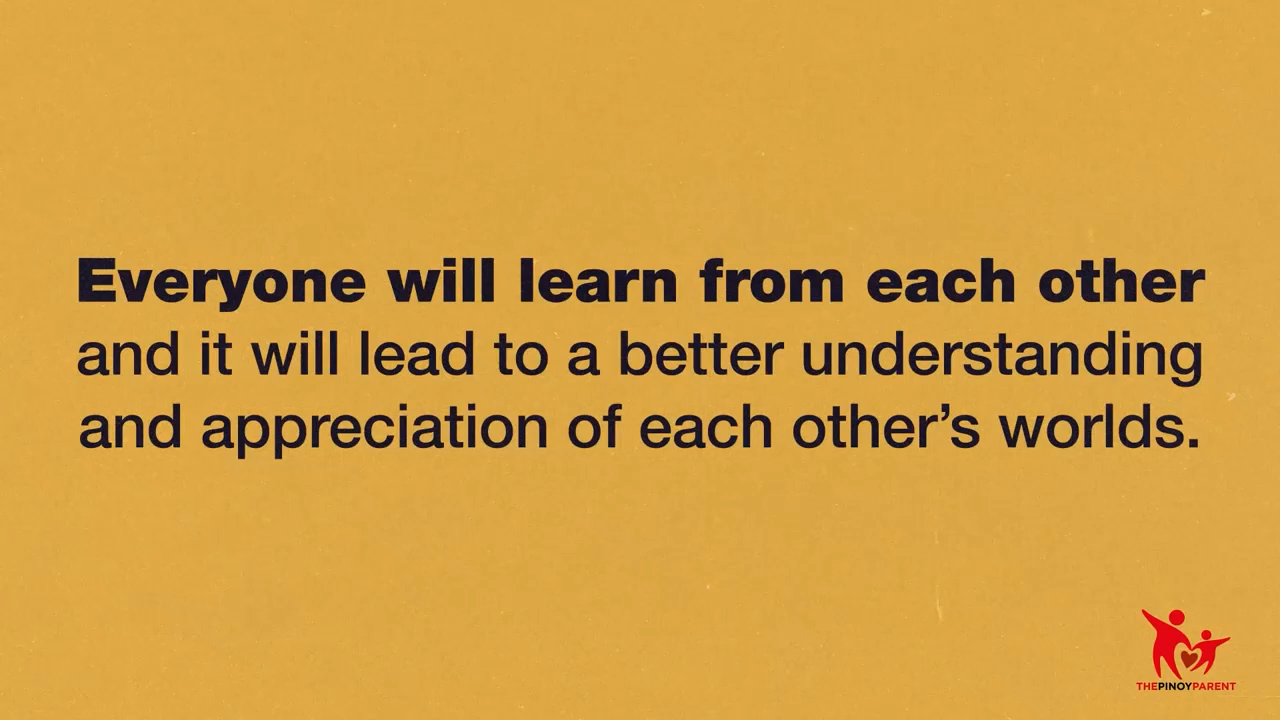 Everyone will learn from each other
and it will lead to a better understanding
and appreciation of each other’s worlds.
THEPINOYPARENT